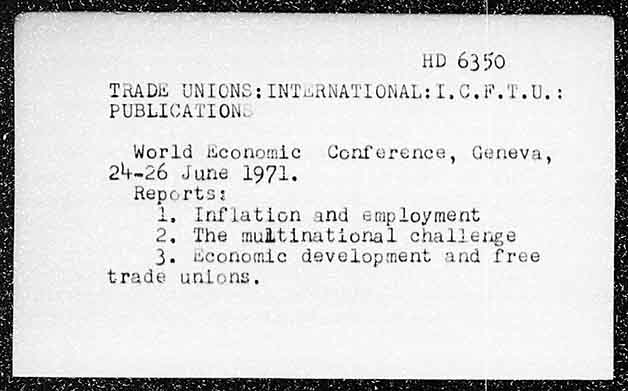 HD 6350
TRADE UNIONS:INTERNATIONAL:I.C.F.T.U.:
PUBLICATIONS
World Economic Conference, Geneva,
24-26 June 1971.
Reports:
1. Inflation and employment
2. The multinational challenge
3. Economic development and free
trade unions.